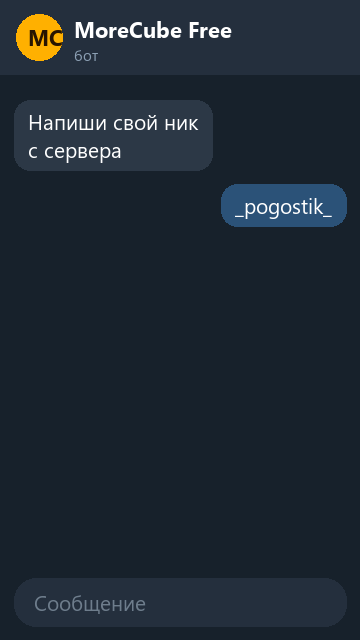 MC
MoreCube Free
бот
Напиши свой ник
с сервера
_pogostik_
Сообщение